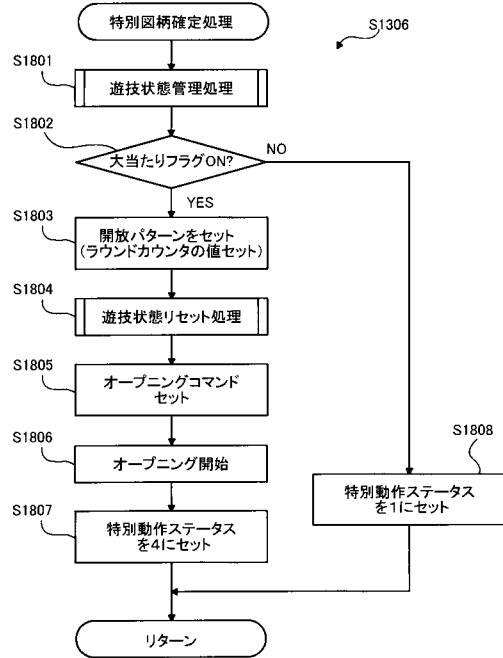 特別図柄確定処理
S1306
S1801
遊技状態管理処理
S1802
大当たりフラグON?
NO
YES
S1803
開放パターンをセット
(ラウンドカウンタの値セット)
S1804
遊技状態リセット処理
S1805
オープニングコマンド
セット
S1806
オープニング開始
S1808
特別動作ステータス
を1にセット
S1807
特別動作ステータス
を4にセット
リターン